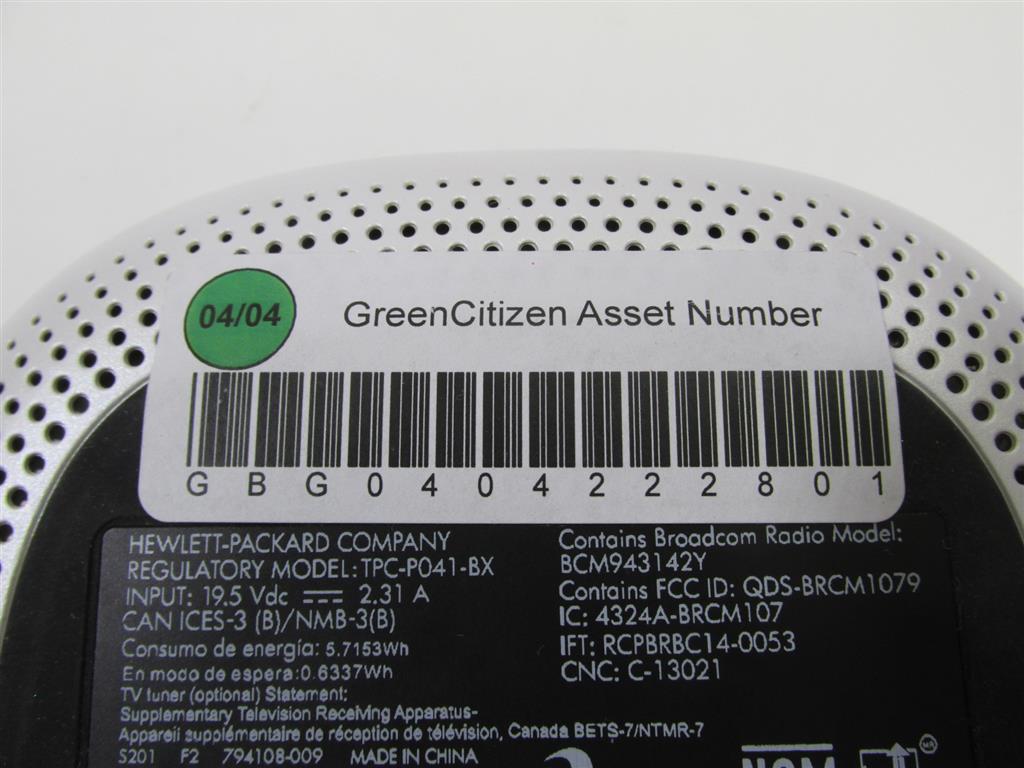 04/04 GreenCitizen Asset Number
GBG0404222801
HEWLETT-PACKARD COMPANY
REGULATORY MODEL: TPC-P041-BX
INPUT: 19.5 Vdc ⎓ 2.31 A
CAN ICES-3 (B)/NMB-3(B)
Consumo de energía: 5.7153Wh
En modo de espera:0.6337Wh
TV tuner (optional) Statement:
Supplementary Television Receiving Apparatus-
Appareil supplémentaire de réception de télévision, Canada BETS-7/NTMR-7
S201 F2 794108-009 MADE IN CHINA
Contains Broadcom Radio Model:
BCM943142Y
Contains FCC ID: QDS-BRCM1079
IC: 4324A-BRCM107
IFT: RCPBRBC14-0053
CNC: C-13021
NOM